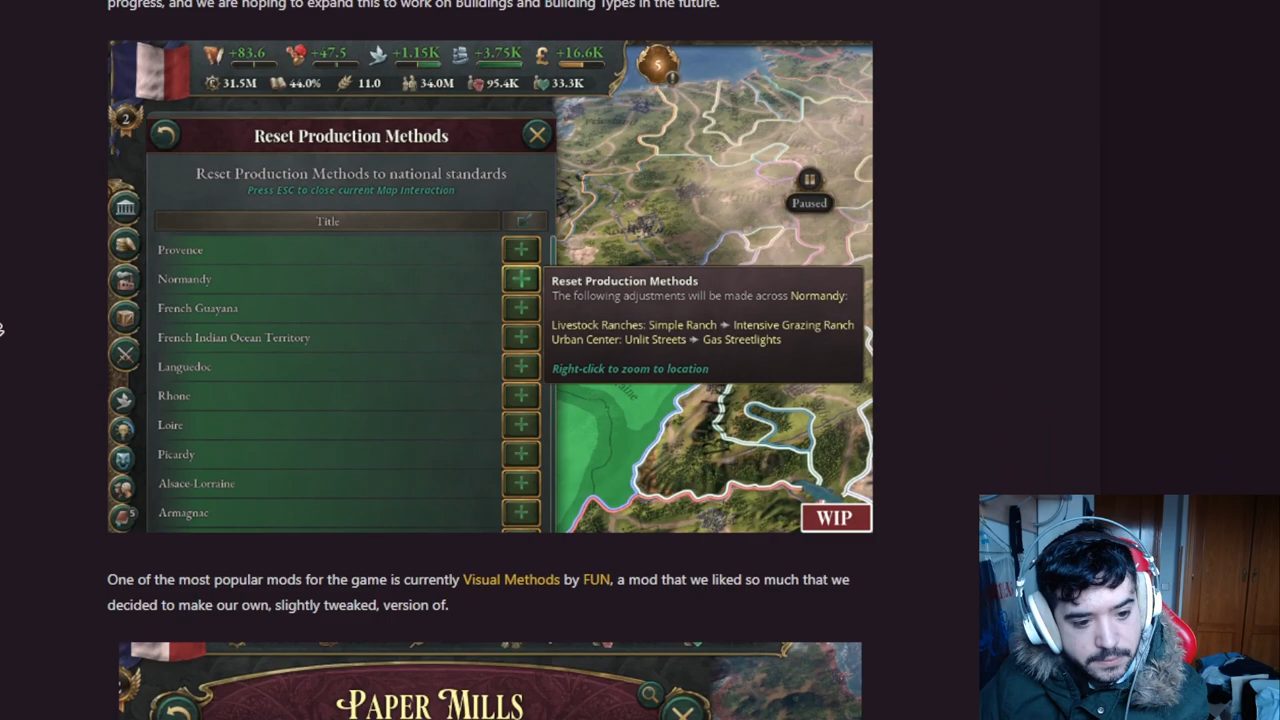 progress, and we are hoping to expand this to work on Buildings and Building Types in the future.
+83.6 +47.5 +1.15K +3.75K +16.6K
5
31.5M 44.0% 11.0 34.0M 95.4K 33.3K
2
Reset Production Methods
Reset Production Methods to national standards
Press ESC to close current Map Interaction
Paused
Title
Provence
Normandy
French Guayana
French Indian Ocean Territory
Languedoc
Rhone
Loire
Picardy
Alsace-Lorraine
Armagnac
5
Reset Production Methods
The following adjustments will be made across Normandy:
Livestock Ranches: Simple Ranch → Intensive Grazing Ranch
Urban Center: Unlit Streets → Gas Streetlights
Right-click to zoom to location
WIP
One of the most popular mods for the game is currently Visual Methods by FUN, a mod that we liked so much that we
decided to make our own, slightly tweaked, version of.
PAPER MILLS